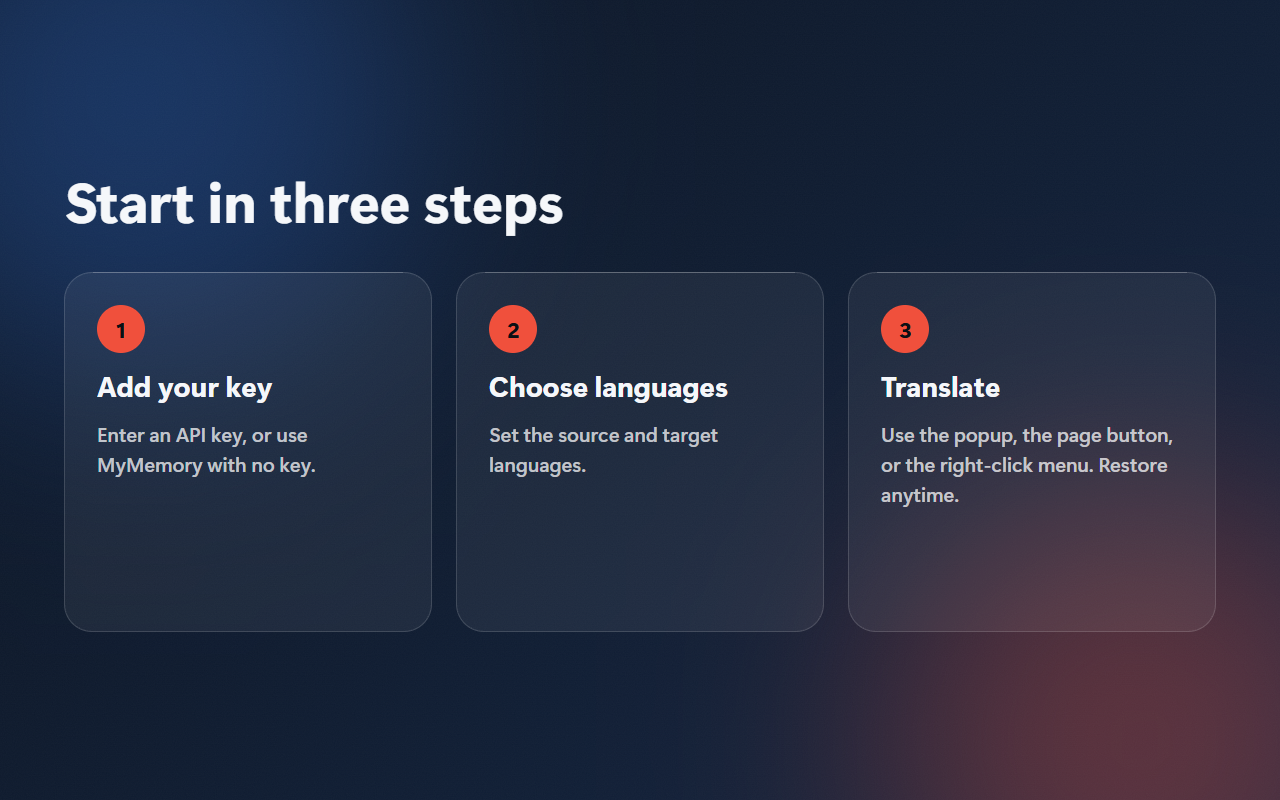 Start in three steps
1
Add your key
Enter an API key, or use
MyMemory with no key.
2
Choose languages
Set the source and target
languages.
3
Translate
Use the popup, the page button,
or the right-click menu. Restore
anytime.